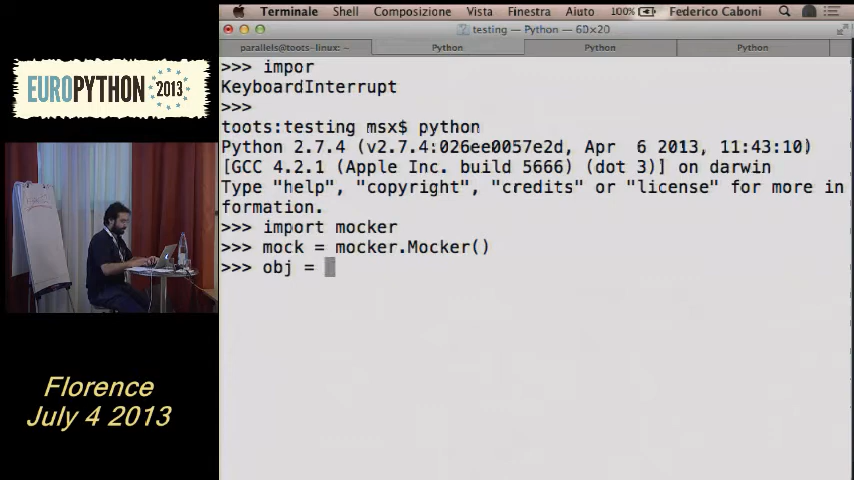 Terminale Shell Composizione Vista Finestra Aiuto 100% Federico Caboni
testing — Python — 60×20
parallels@toots-linux: ~ Python Python Python
>>> impor
KeyboardInterrupt
>>>
toots:testing msx$ python
Python 2.7.4 (v2.7.4:026ee0057e2d, Apr  6 2013, 11:43:10)
[GCC 4.2.1 (Apple Inc. build 5666) (dot 3)] on darwin
Type "help", "copyright", "credits" or "license" for more in
formation.
>>> import mocker
>>> mock = mocker.Mocker()
>>> obj =
EUROPYTHON 2013
Florence
July 4 2013